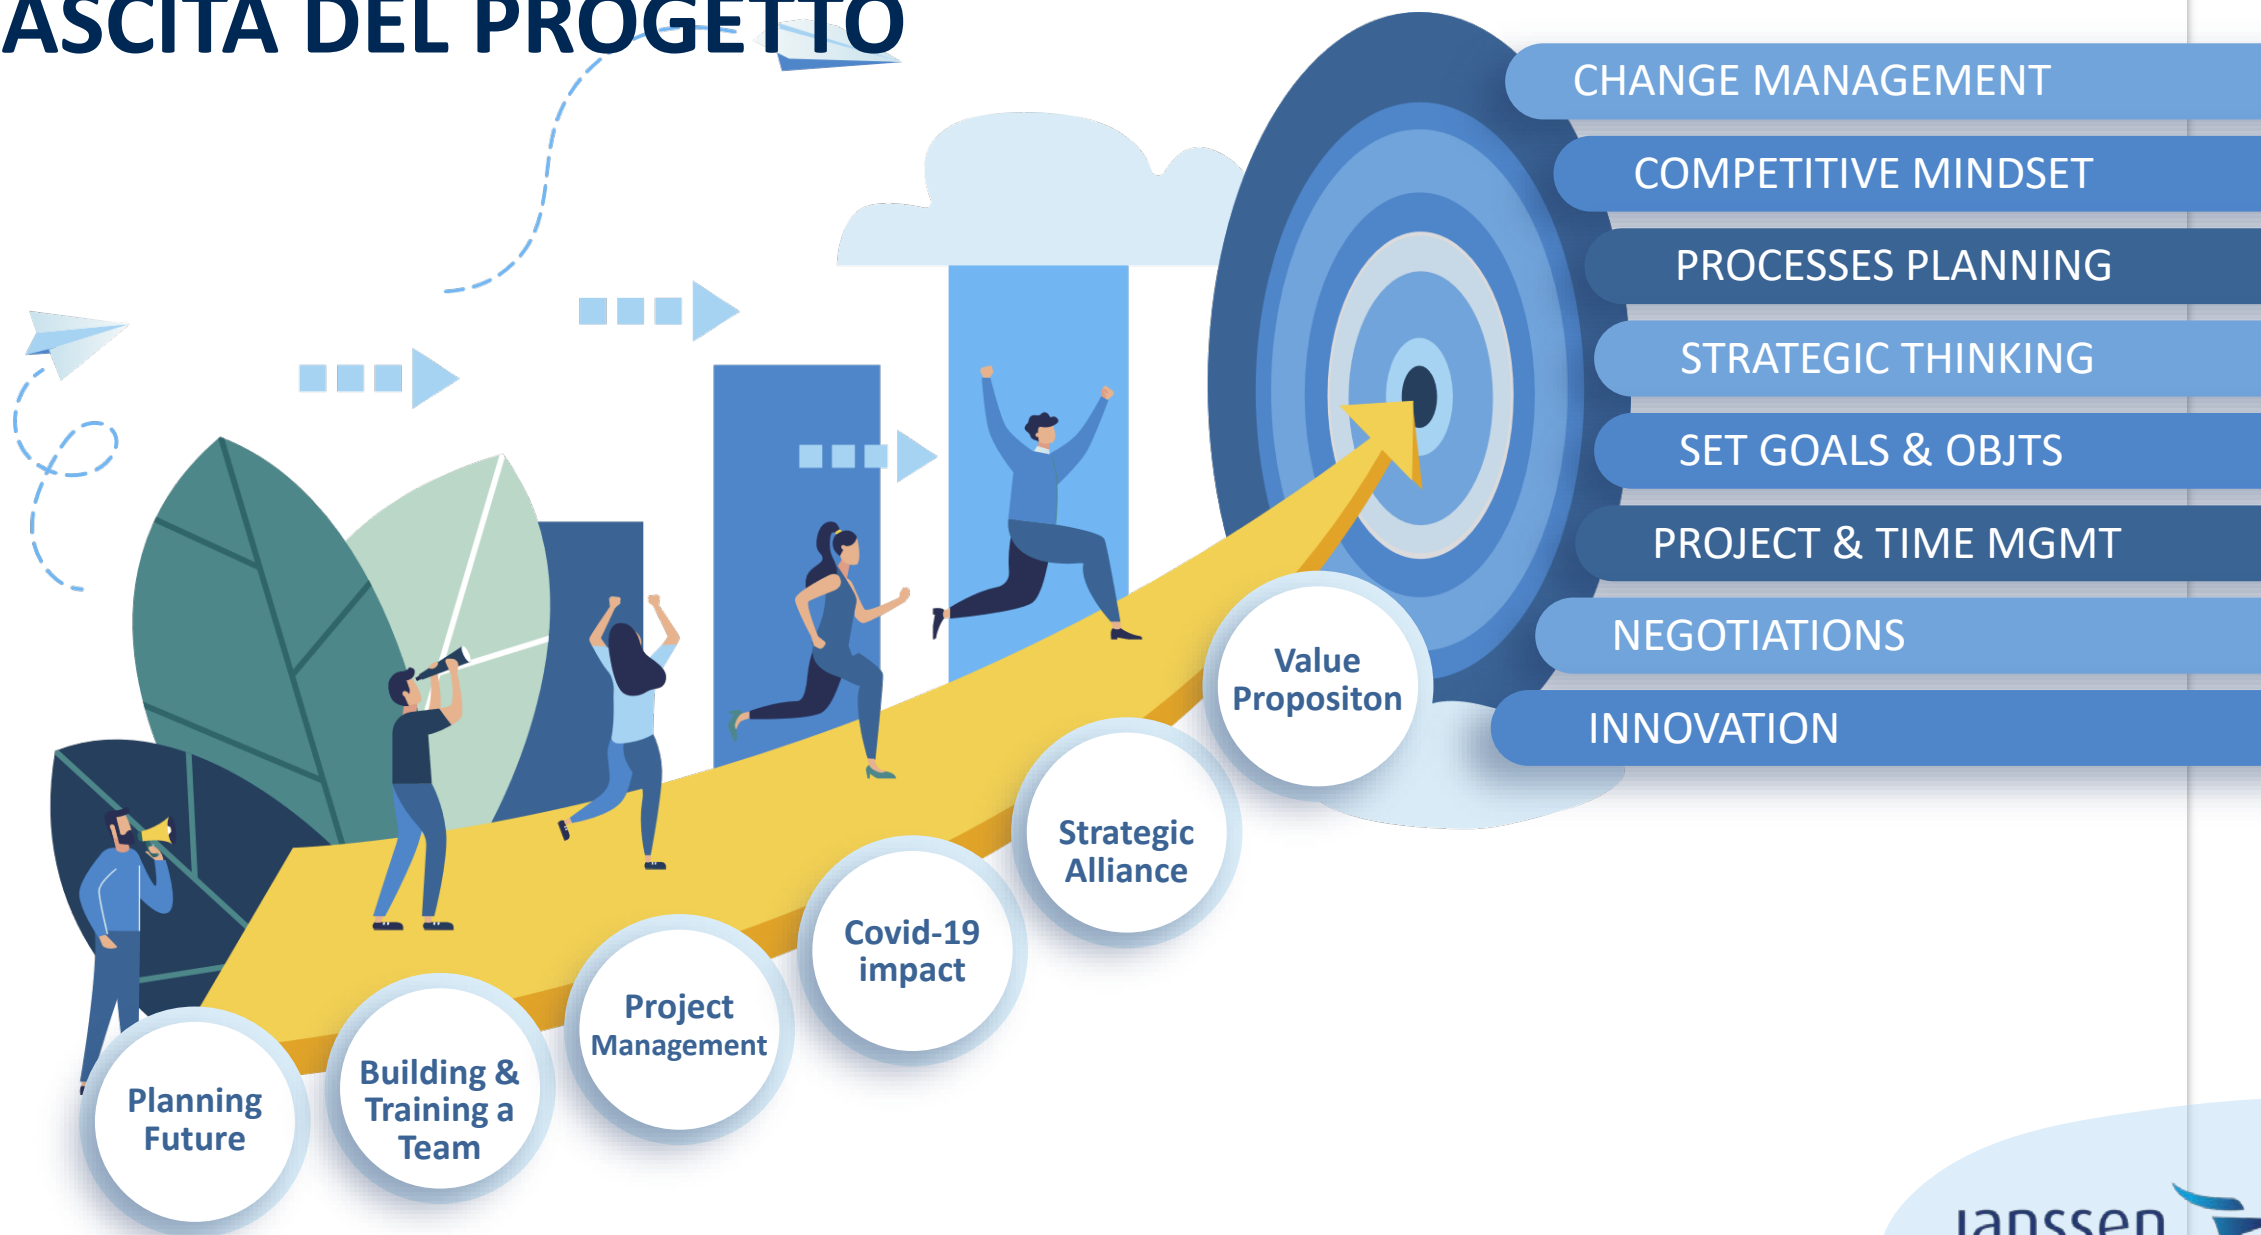 ASCITA DEL PROGETTO
CHANGE MANAGEMENT
COMPETITIVE MINDSET
PROCESSES PLANNING
STRATEGIC THINKING
SET GOALS & OBJTS
PROJECT & TIME MGMT
NEGOTIATIONS
INNOVATION
Value
Propositon
Strategic
Alliance
Covid-19
impact
Project
Management
Building &
Training a
Team
Planning
Future
janssen